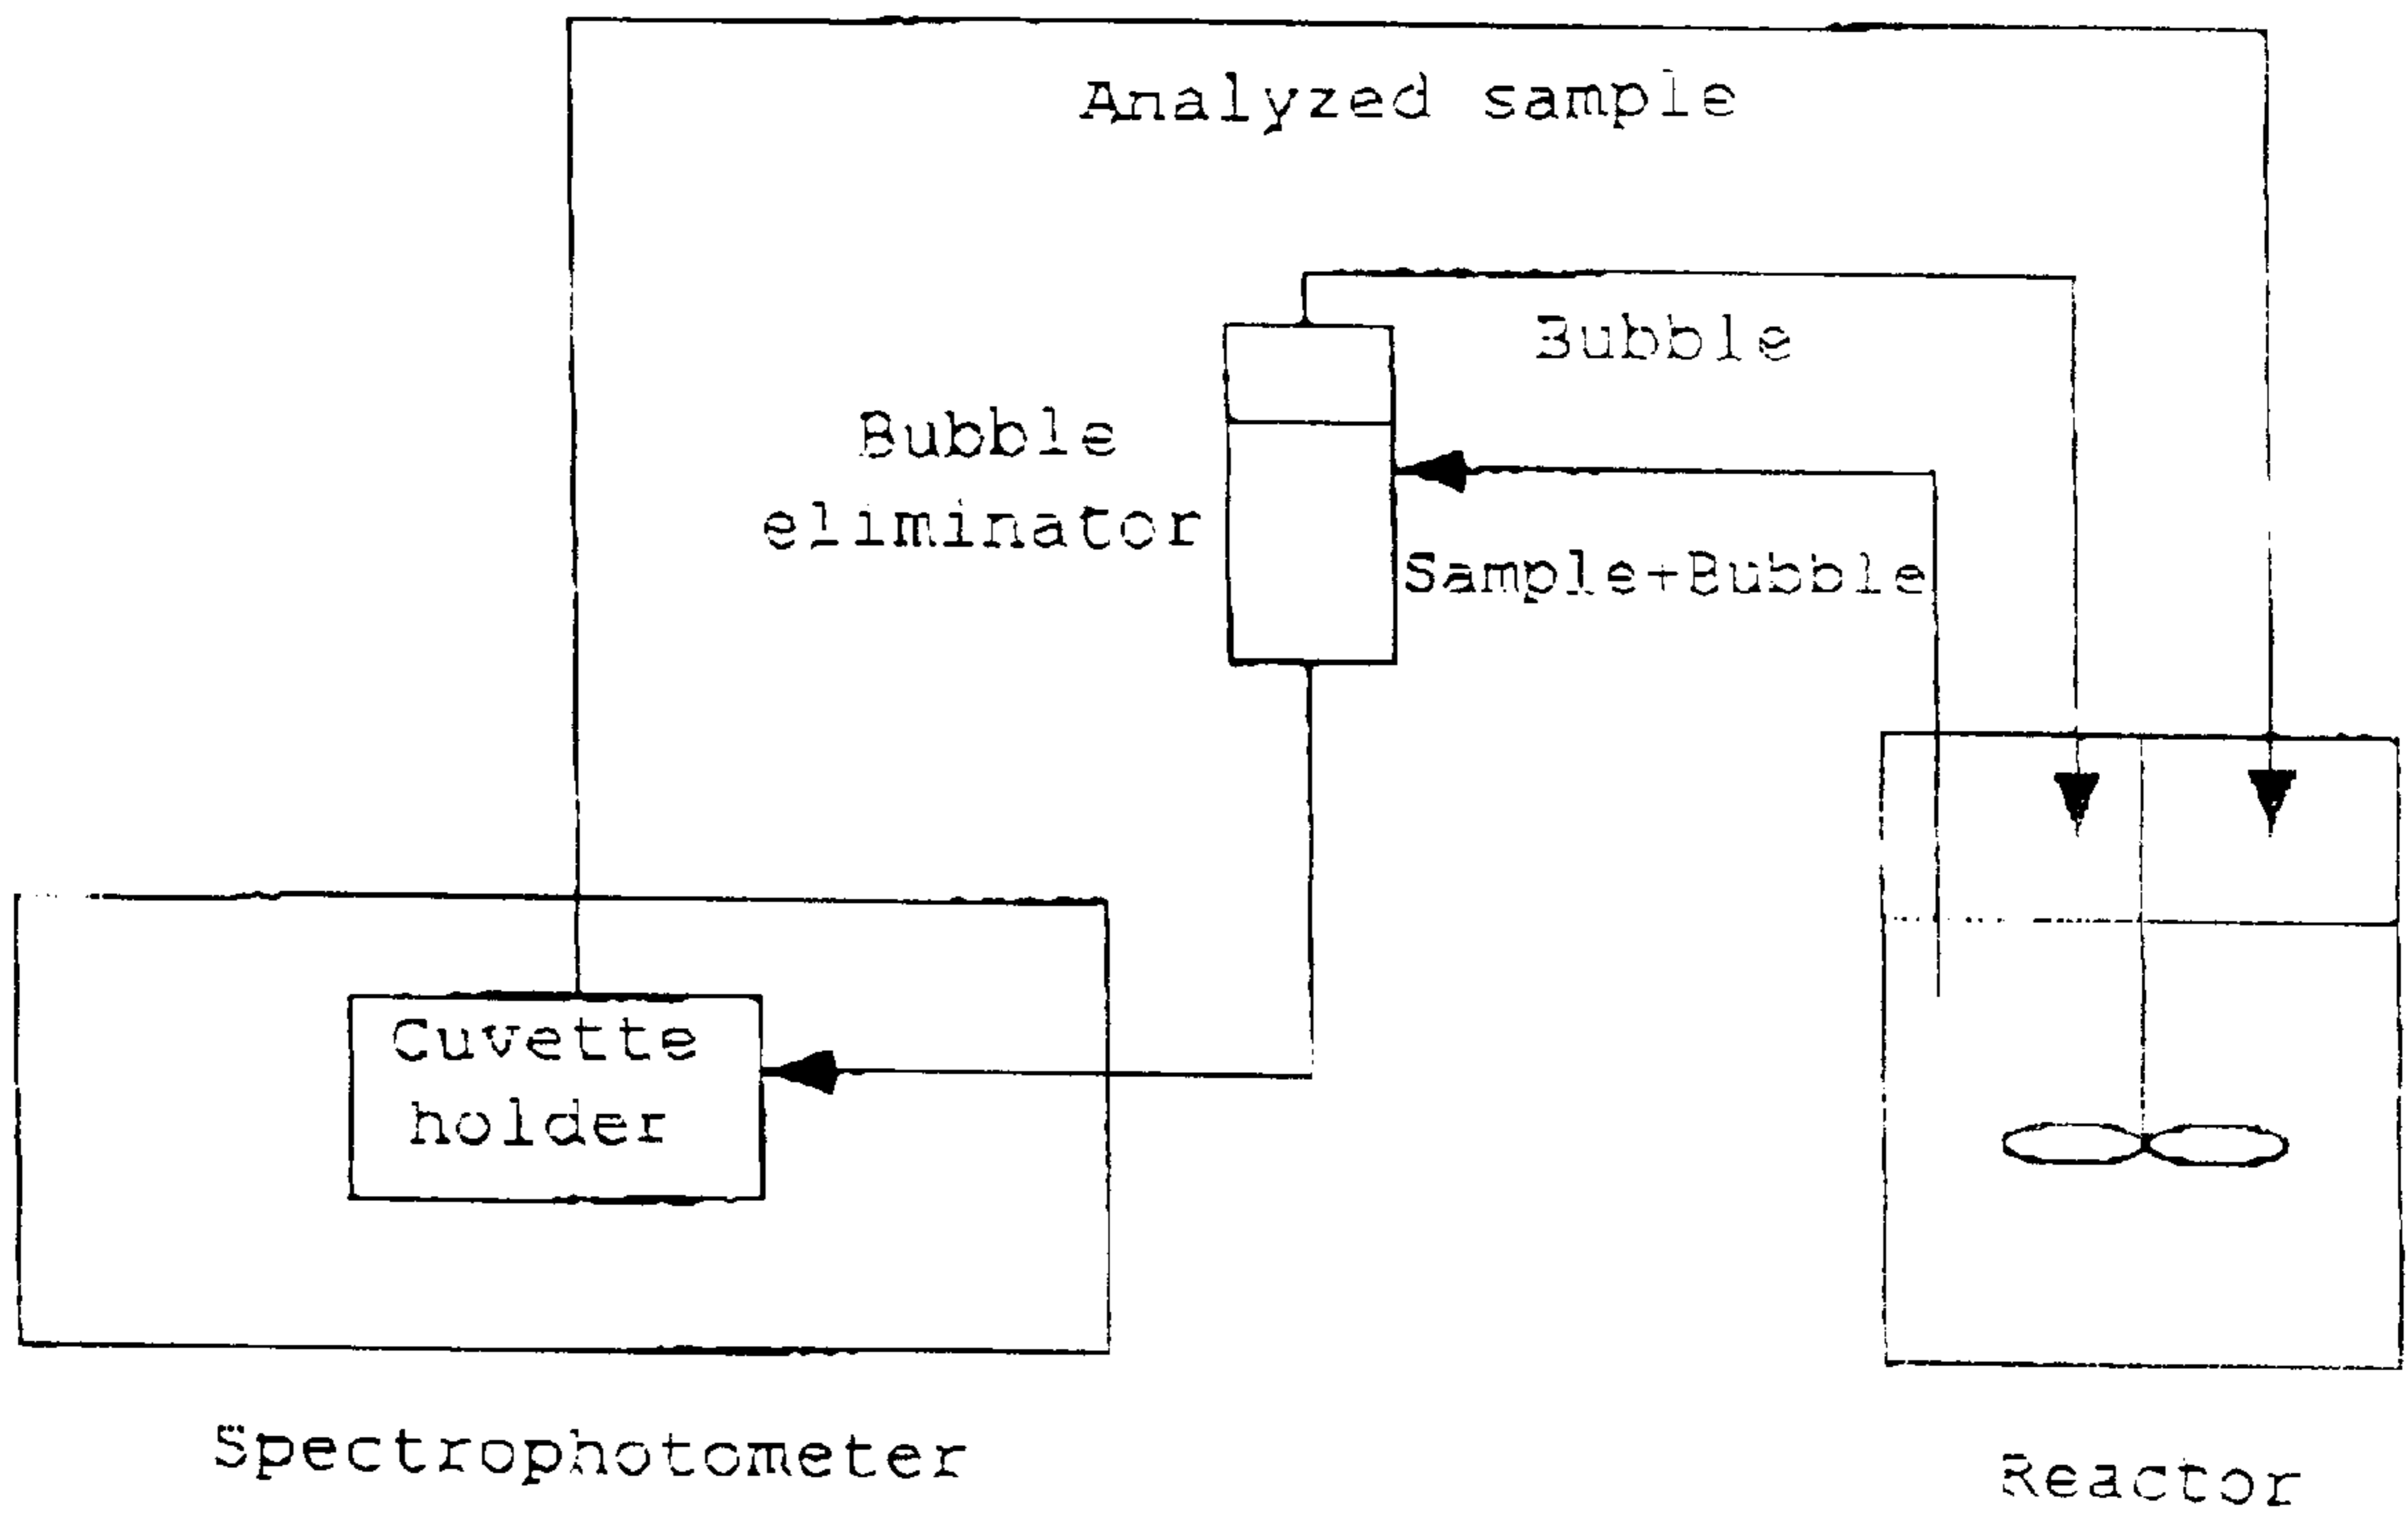 Analyzed sample
Bubble
Bubble
eliminator
Sample+Bubble
Cuvette
holder
Spectrophotometer
Reactor